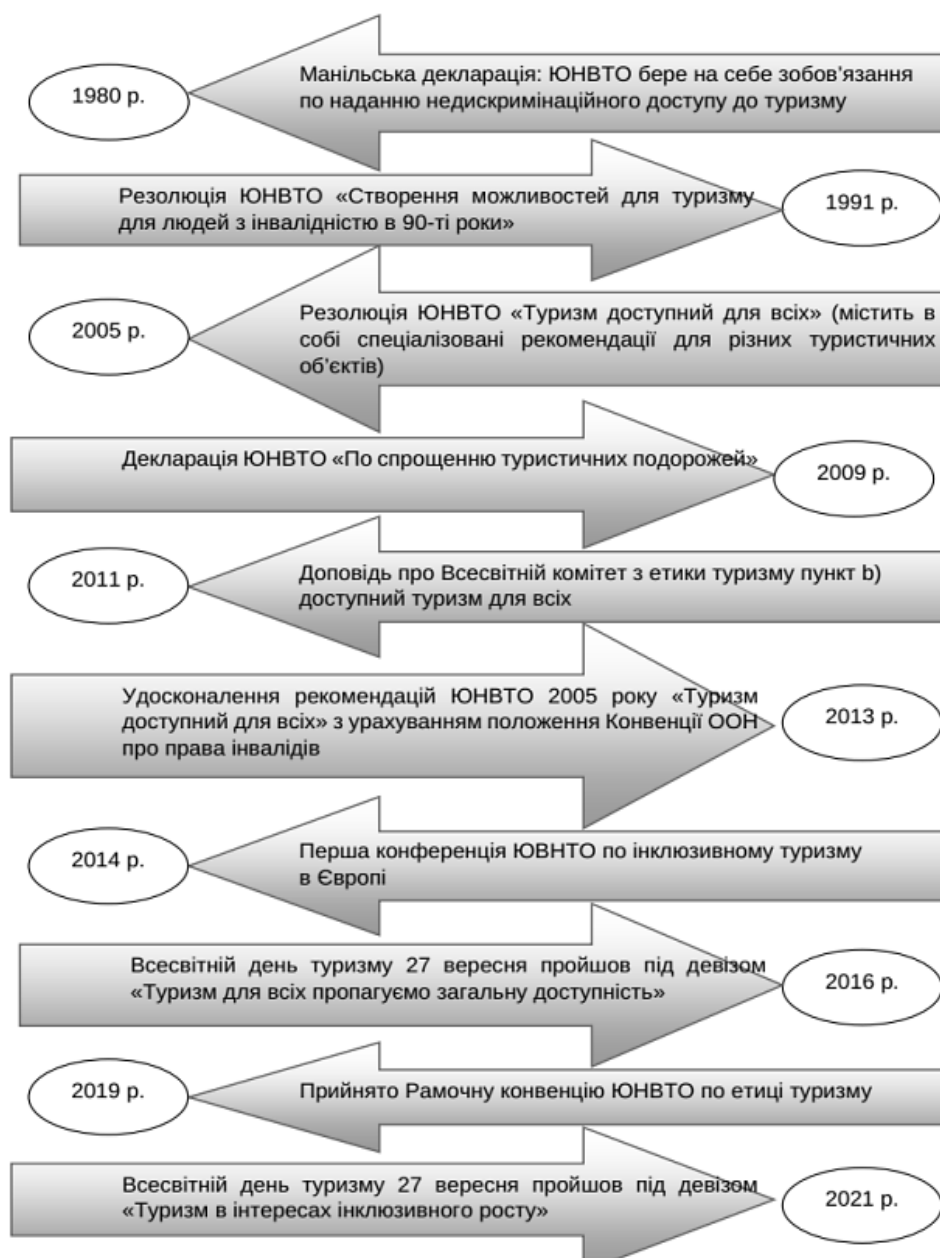 1980 р.
Манільська декларація: ЮНВТО бере на себе зобов'язання
по наданню недискримінаційного доступу до туризму
Резолюція ЮНВТО «Створення можливостей для туризму
для людей з інвалідністю в 90-ті роки»
1991 р.
2005 р.
Резолюція ЮНВТО «Туризм доступний для всіх» (містить в
собі спеціалізовані рекомендації для різних туристичних
об'єктів)
Декларація ЮНВТО «По спрощенню туристичних подорожей»
2009 р.
2011 р.
Доповідь про Всесвітній комітет з етики туризму пункт b)
доступний туризм для всіх
Удосконалення рекомендацій ЮНВТО 2005 року «Туризм
доступний для всіх» з урахуванням положення Конвенції ООН
про права інвалідів
2013 р.
2014 р.
Перша конференція ЮВНТО по інклюзивному туризму
в Європі
Всесвітній день туризму 27 вересня пройшов під девізом
«Туризм для всіх пропагуємо загальну доступність»
2016 р.
2019 р.
Прийнято Рамочну конвенцію ЮНВТО по етиці туризму
Всесвітній день туризму 27 вересня пройшов під девізом
«Туризм в інтересах інклюзивного росту»
2021 р.